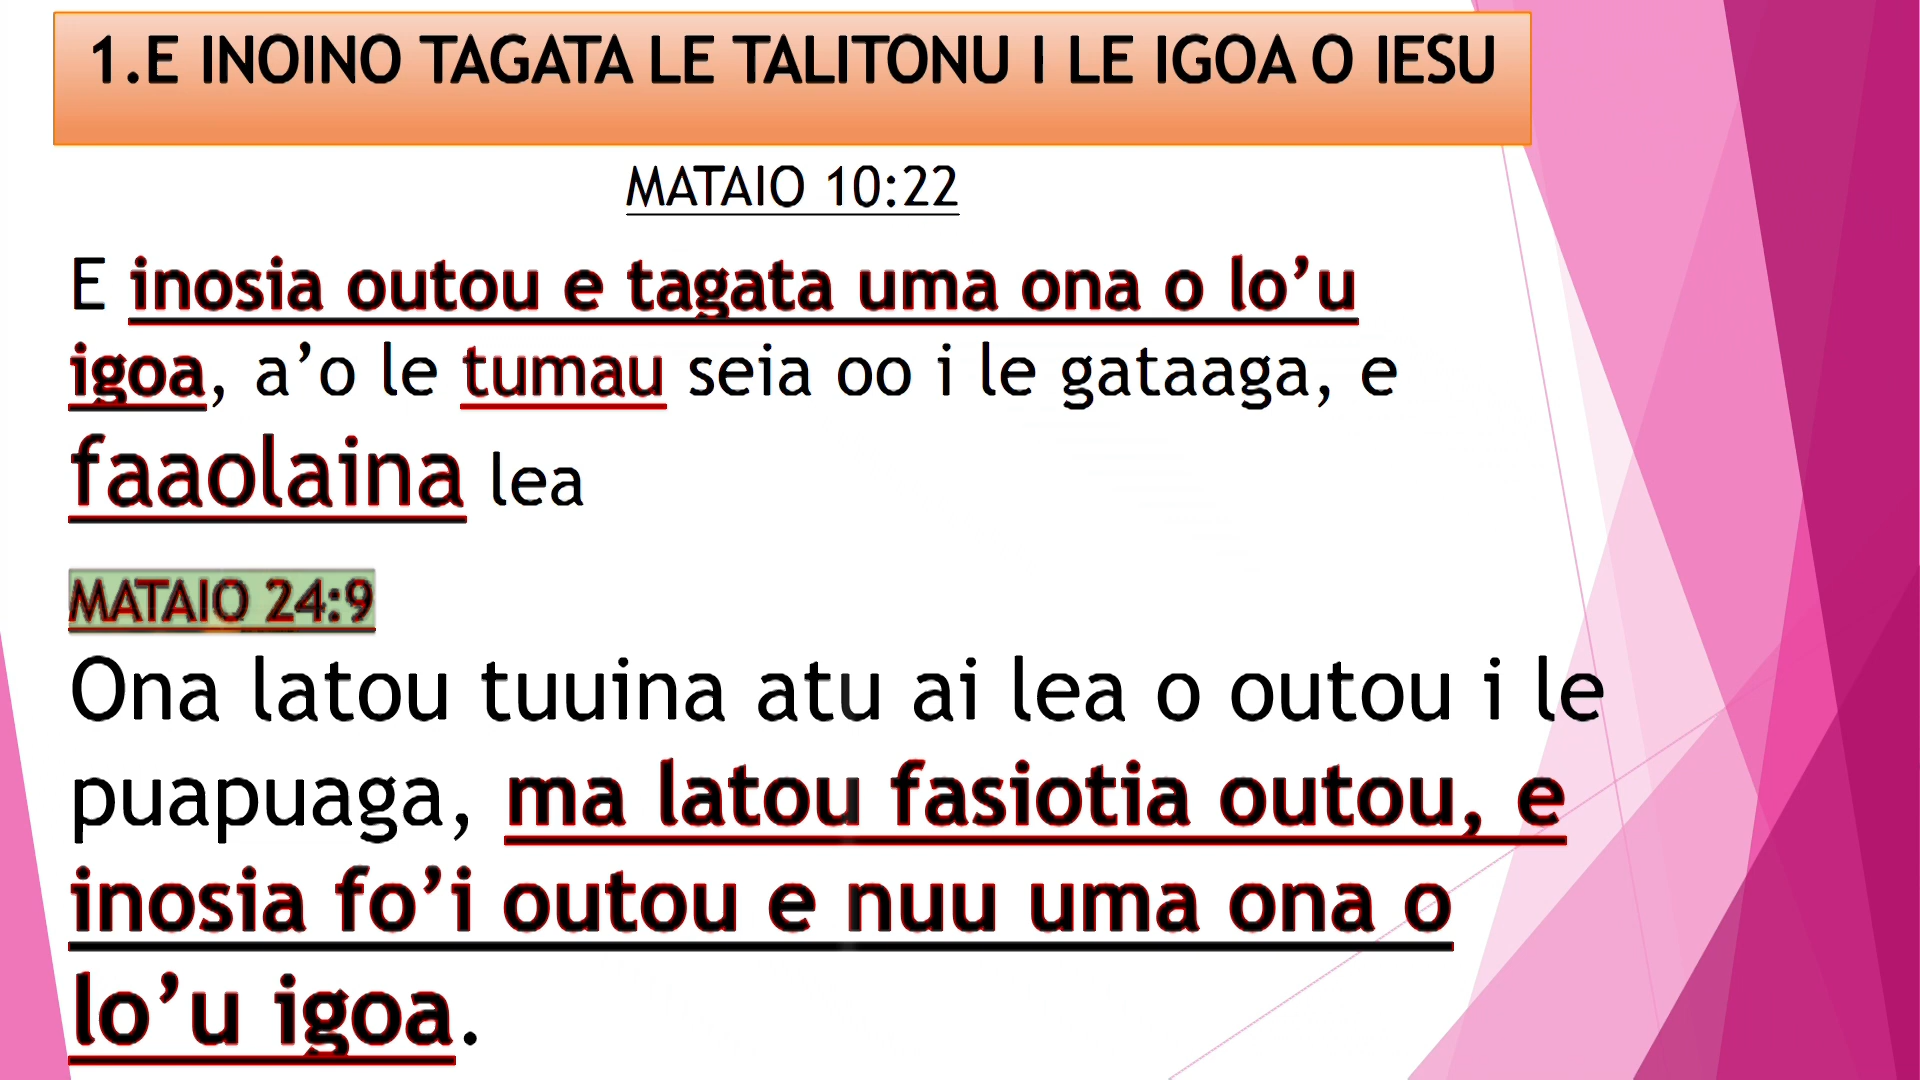 1.E INOINO TAGATA LE TALITONU I LE IGOA O IESU
MATAIO 10:22
E inosia outou e tagata uma ona o lo’u
igoa, a’o le tumau seia oo i le gataaga, e
faaolaina lea
MATAIO 24:9
Ona latou tuuina atu ai lea o outou i le
puapuaga, ma latou fasiotia outou, e
inosia fo’i outou e nuu uma ona o
lo’u igoa.